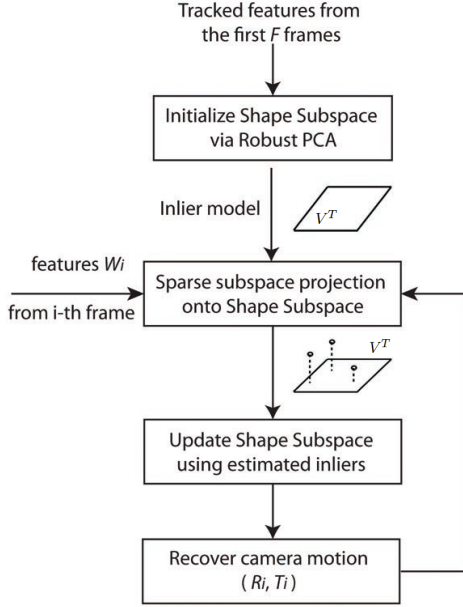 Tracked features from
the first F frames
Initialize Shape Subspace
via Robust PCA
Inlier model
V^T
features Wi
from i-th frame
Sparse subspace projection
onto Shape Subspace
V^T
Update Shape Subspace
using estimated inliers
Recover camera motion
( Ri, Ti )